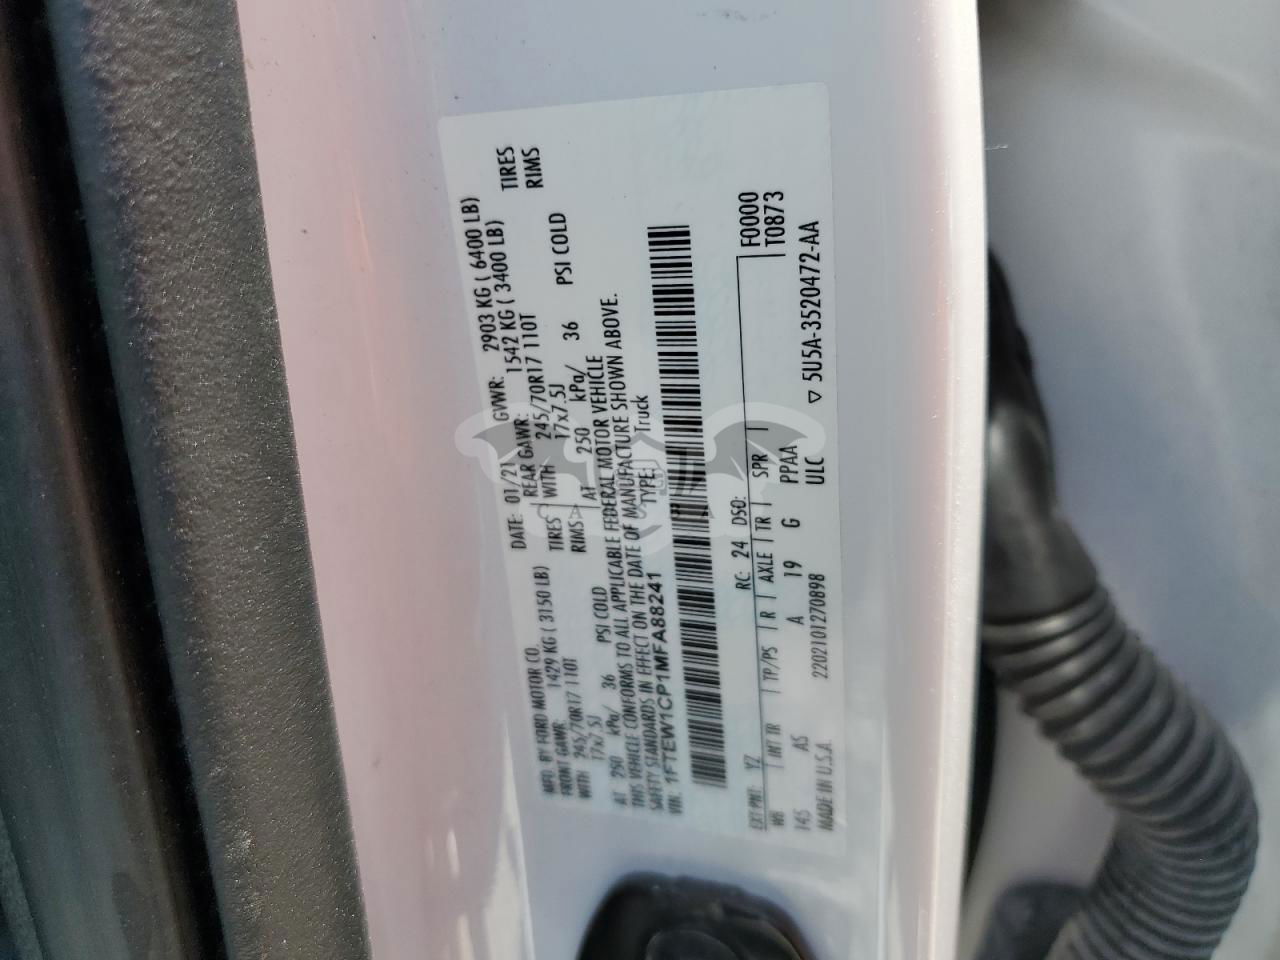 MFD. BY FORD MOTOR CO.
DATE: 01/21 GVWR: 2903 KG ( 6400 LB)
FRONT GAWR: 1429 KG ( 3150 LB) REAR GAWR: 1542 KG ( 3400 LB)
WITH 245/70R17 110T TIRES WITH 245/70R17 110T TIRES
17x7.5J RIMS 17x7.5J RIMS
AT 250 kPa/ 36 PSI COLD AT 250 kPa/ 36 PSI COLD
THIS VEHICLE CONFORMS TO ALL APPLICABLE FEDERAL MOTOR VEHICLE
SAFETY STANDARDS IN EFFECT ON THE DATE OF MANUFACTURE SHOWN ABOVE.
VIN: 1FTEW1CP1MFA88241 TYPE: Truck
F0000
EXT PNT: YZ RC: 24 DSO: T0873
WB INT TR TP/PS R AXLE TR SPR
145 AS A 19 G PPAA
MADE IN U.S.A. 2202101270898 ULC ▽ 5U5A-3520472-AA